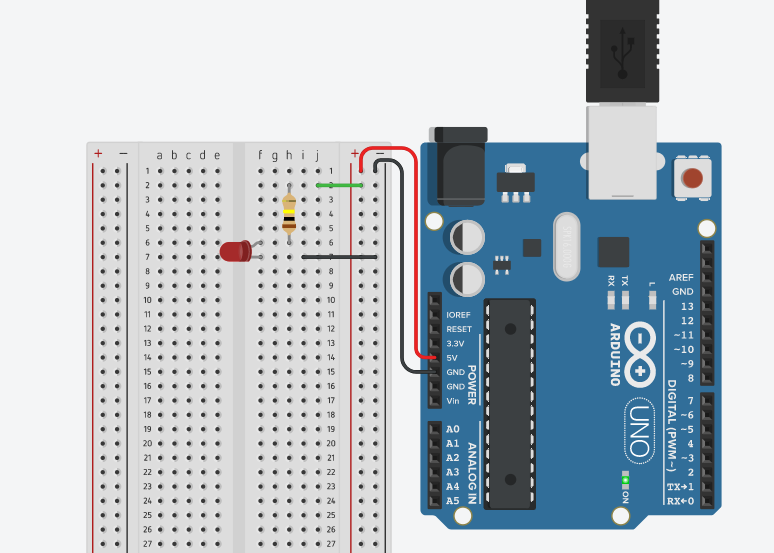 + − a b c d e f g h i j + −
1 1
2 2
3 3
4 4
5 5
6 6
7 7
8 8
9 9
10 10
11 11
12 12
13 13
14 14
15 15
16 16
17 17
18 18
19 19
20 20
21 21
22 22
23 23
24 24
25 25
26 26
27 27
RX
TX
L
AREF
GND
13
12
~11
~10
~9
8
7
~6
~5
4
~3
2
TX→1
RX←0
DIGITAL (PWM~)
ARDUINO
UNO
ON
IOREF
RESET
3.3V
5V
GND
GND
Vin
POWER
A0
A1
A2
A3
A4
A5
ANALOG IN